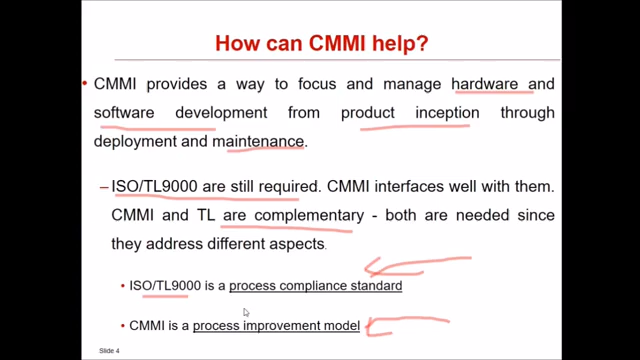 How can CMMI help?
• CMMI provides a way to focus and manage hardware and
software development from product inception through
deployment and maintenance.
– ISO/TL9000 are still required. CMMI interfaces well with them.
CMMI and TL are complementary - both are needed since
they address different aspects.
• ISO/TL9000 is a process compliance standard
• CMMI is a process improvement model
Slide 4